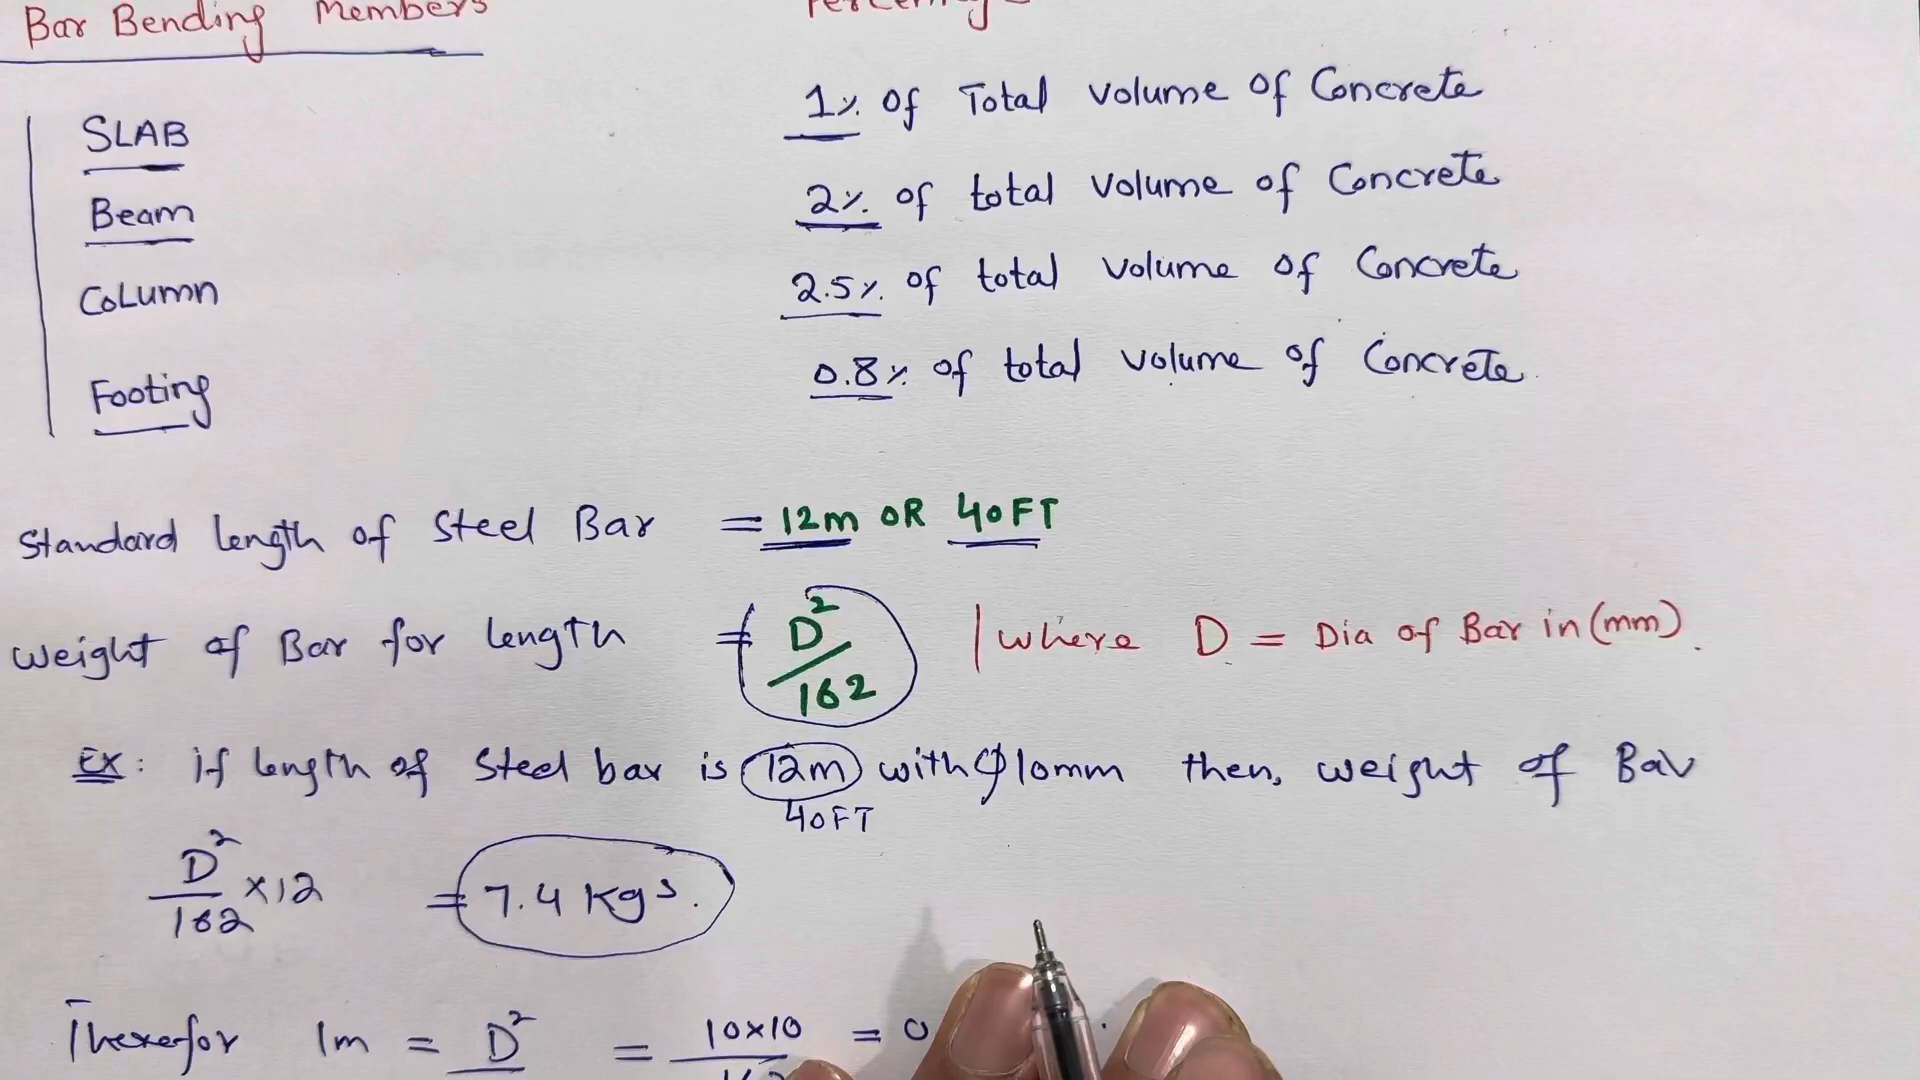 Bar Bending Members
SLAB 1% of Total volume of Concrete
Beam 2% of total volume of Concrete
Column 2.5% of total volume of Concrete
Footing 0.8% of total volume of Concrete
Standard length of Steel Bar = 12m OR 40FT
Weight of Bar for length = D²/162 | where D = Dia of Bar in (mm).
Ex: if length of Steel bar is 12m with ϕ 10mm then, weight of Bar
40FT
D²/162 ×12 = 7.4 kgs.
Therefor 1m = D² = 10×10 = 0